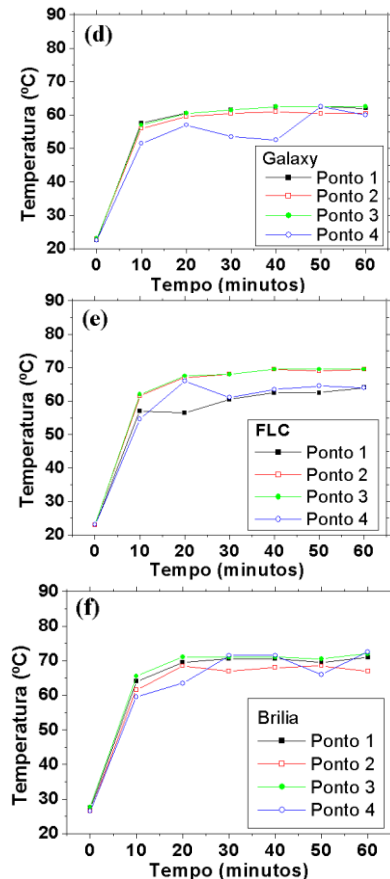 (d)
90
80
70
60
50
40
30
20
Temperatura (ºC)
Galaxy
Ponto 1
Ponto 2
Ponto 3
Ponto 4
0 10 20 30 40 50 60
Tempo (minutos)
(e)
90
80
70
60
50
40
30
20
Temperatura (ºC)
FLC
Ponto 1
Ponto 2
Ponto 3
Ponto 4
0 10 20 30 40 50 60
Tempo (minutos)
(f)
90
80
70
60
50
40
30
20
Temperatura (ºC)
Brilia
Ponto 1
Ponto 2
Ponto 3
Ponto 4
0 10 20 30 40 50 60
Tempo (minutos)